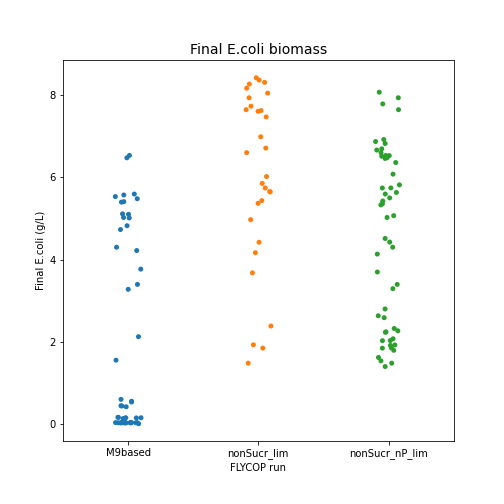 Final E.coli biomass
Final E.coli (g/L)
8
6
4
2
0
M9based
nonSucr_lim
nonSucr_nP_lim
FLYCOP run